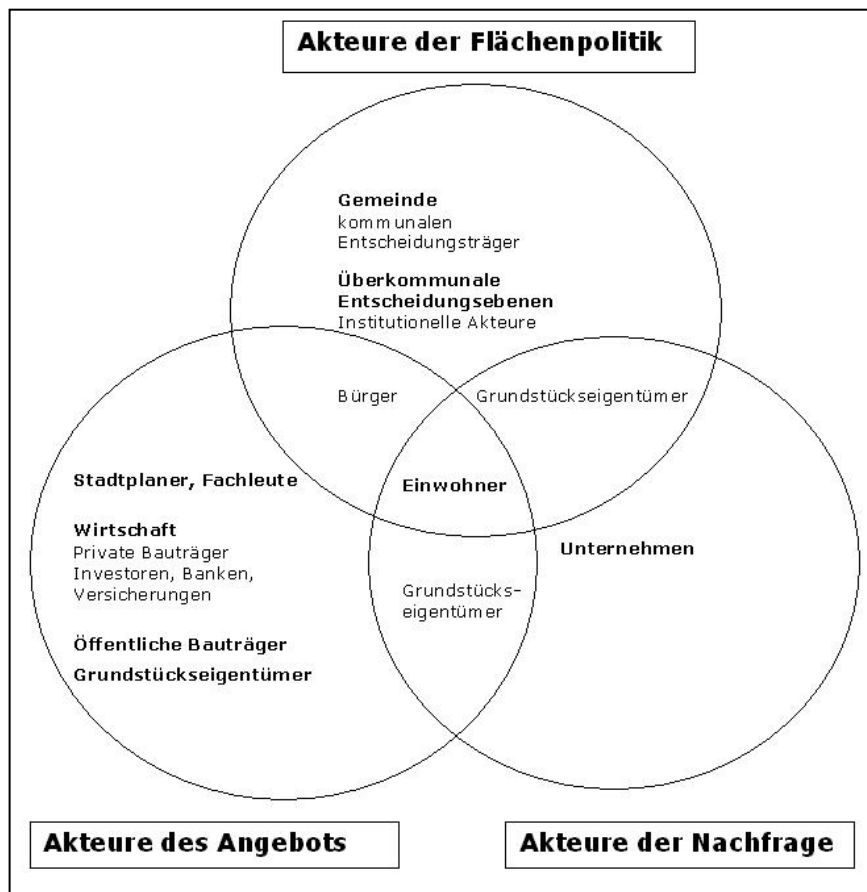 Akteure der Flächenpolitik
Gemeinde
kommunalen
Entscheidungsträger
Überkommunale
Entscheidungsebenen
Institutionelle Akteure
Bürger
Grundstückseigentümer
Stadtplaner, Fachleute
Einwohner
Wirtschaft
Private Bauträger
Investoren, Banken,
Versicherungen
Unternehmen
Grundstücks-
eigentümer
Öffentliche Bauträger
Grundstückseigentümer
Akteure des Angebots
Akteure der Nachfrage